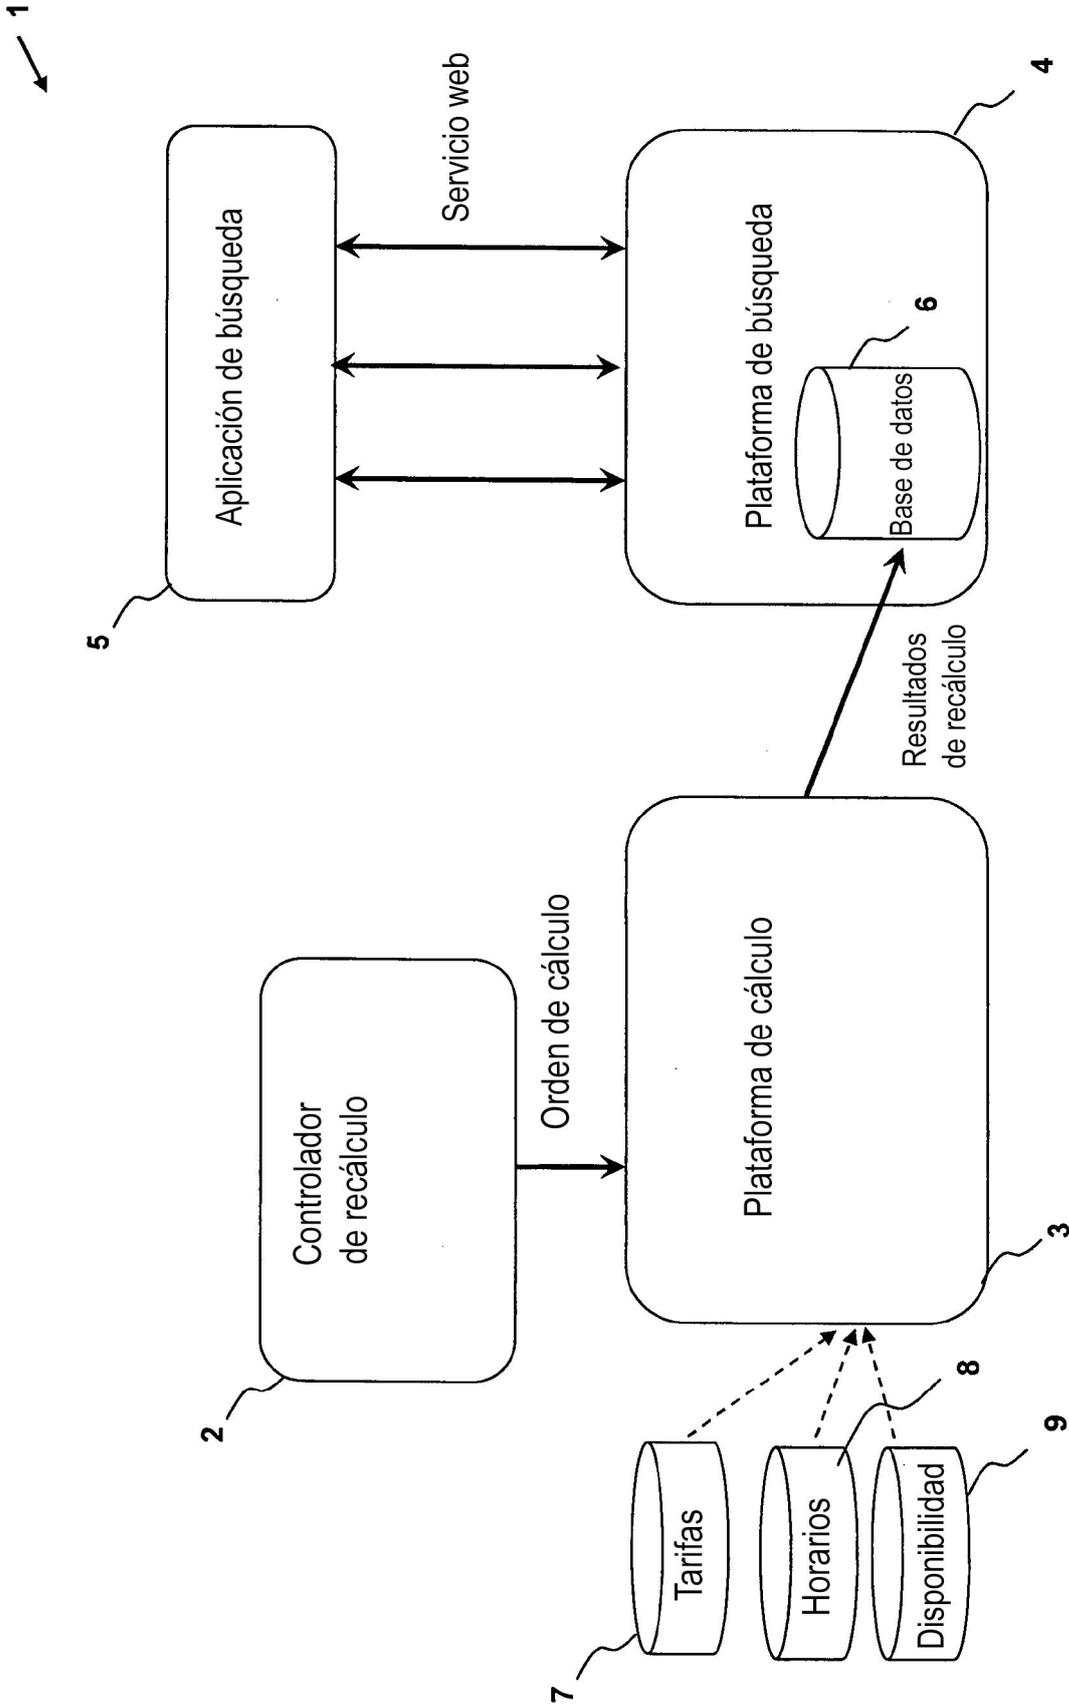 1
5
Aplicación de búsqueda
Servicio web
4
Plataforma de búsqueda
6
Base de datos
Resultados
de recálculo
2
Controlador
de recálculo
Orden de cálculo
Plataforma de cálculo
3
7
Tarifas
8
Horarios
9
Disponibilidad